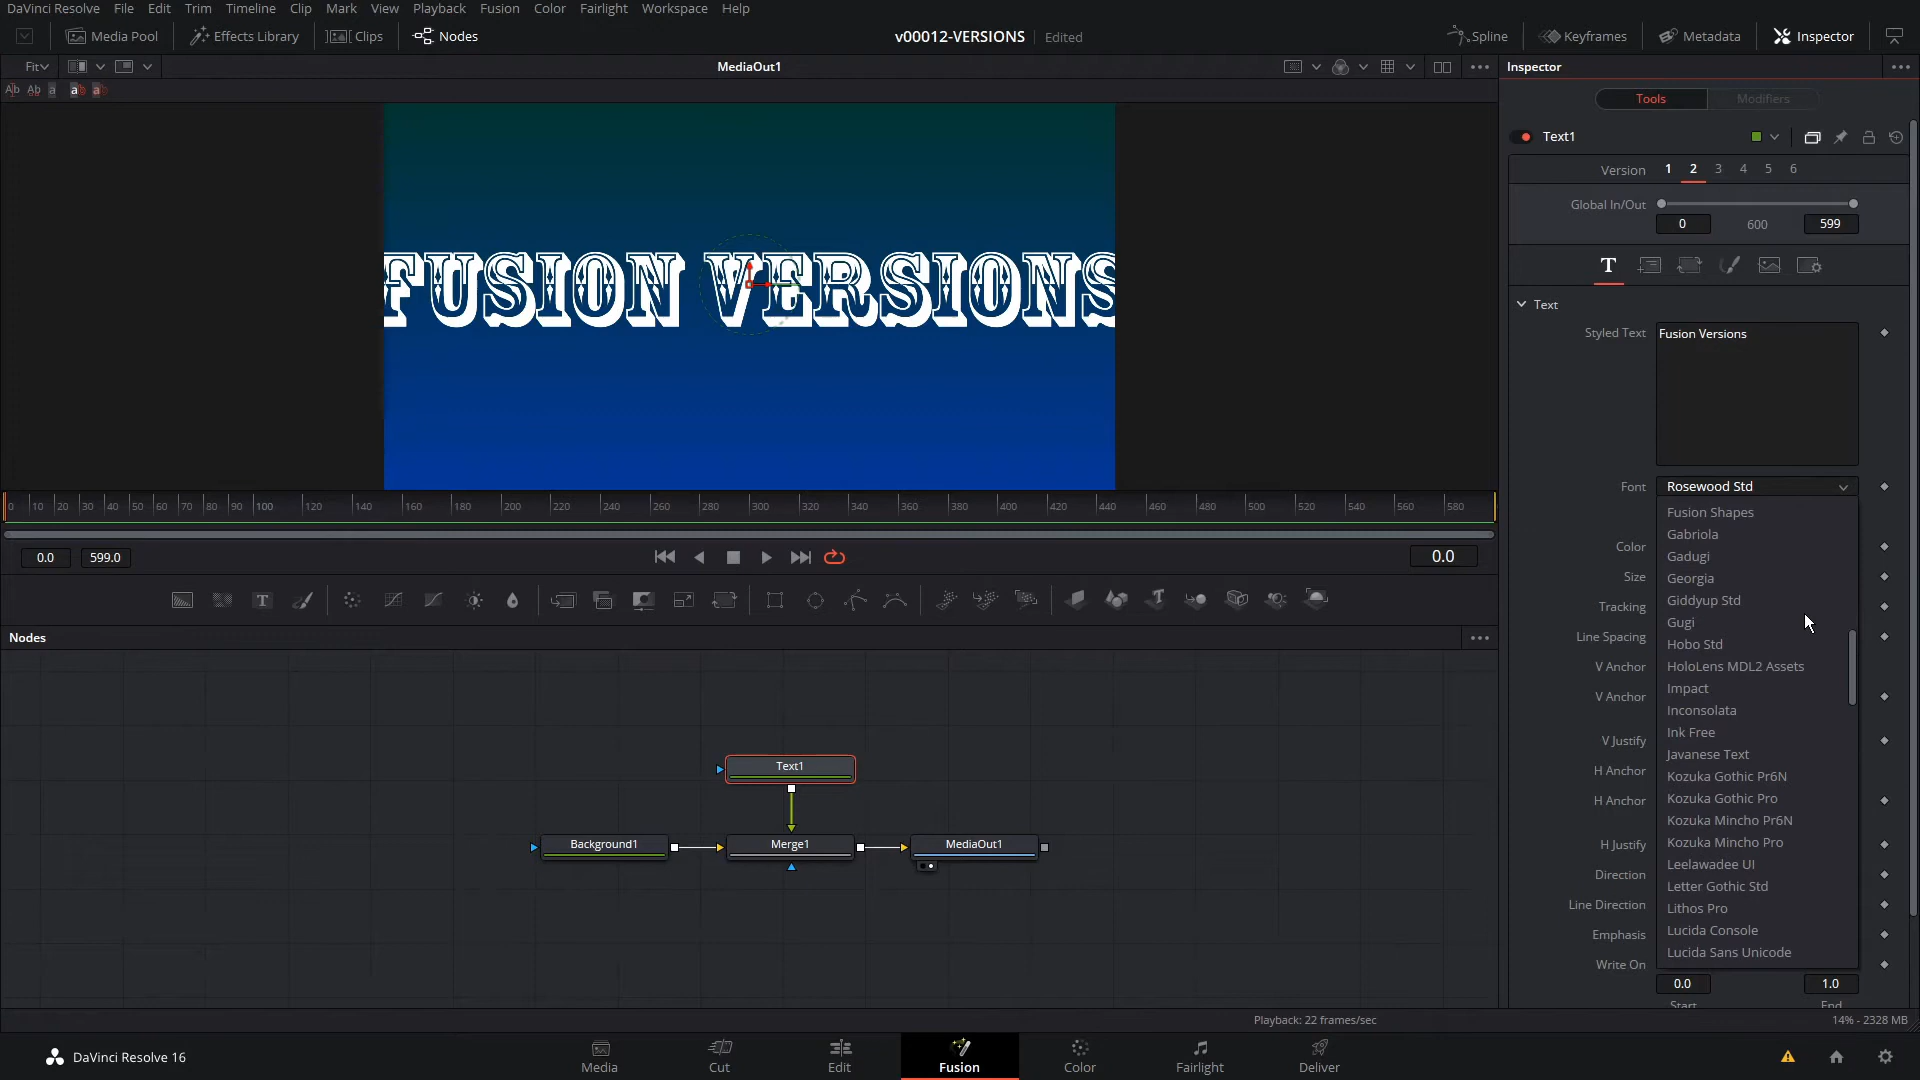 DaVinci Resolve File Edit Trim Timeline Clip Mark View Playback Fusion Color Fairlight Workspace Help
Media Pool Effects Library Clips Nodes v00012-VERSIONS Edited Spline Keyframes Metadata Inspector
Fit MediaOut1 Inspector
Tools Modifiers
Text1
Version 1 2 3 4 5 6
Global In/Out
0 600 599
FUSION VERSIONS
Text
Styled Text Fusion Versions
Font Rosewood Std
Fusion Shapes
Gabriola
Gadugi
Georgia
Giddyup Std
Gugi
Hobo Std
HoloLens MDL2 Assets
Impact
Inconsolata
Ink Free
Javanese Text
Kozuka Gothic Pr6N
Kozuka Gothic Pro
Kozuka Mincho Pr6N
Kozuka Mincho Pro
Leelawadee UI
Letter Gothic Std
Lithos Pro
Lucida Console
Lucida Sans Unicode
Color
Size
Tracking
Line Spacing
V Anchor
V Anchor
V Justify
H Anchor
H Anchor
H Justify
Direction
Line Direction
Emphasis
Write On
0.0 1.0
Start End
0 10 20 30 40 50 60 70 80 90 100 120 140 160 180 200 220 240 260 280 300 320 340 360 380 400 420 440 460 480 500 520 540 560 580
0.0 599.0 0.0
Nodes
Text1
Background1 Merge1 MediaOut1
Playback: 22 frames/sec 14% - 2328 MB
DaVinci Resolve 16 Media Cut Edit Fusion Color Fairlight Deliver